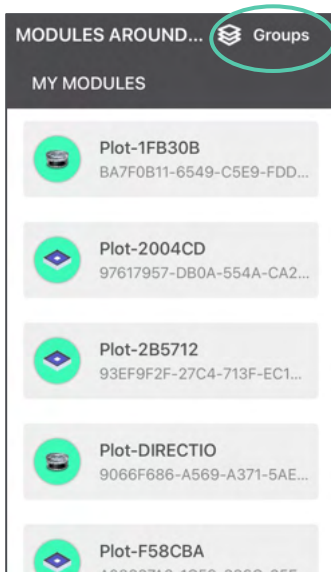 MODULES AROUND... Groups
MY MODULES
Plot-1FB30B
BA7F0B11-6549-C5E9-FDD...
Plot-2004CD
97617957-DB0A-554A-CA2...
Plot-2B5712
93EF9F2F-27C4-713F-EC1...
Plot-DIRECTIO
9066F686-A569-A371-5AE...
Plot-F58CBA